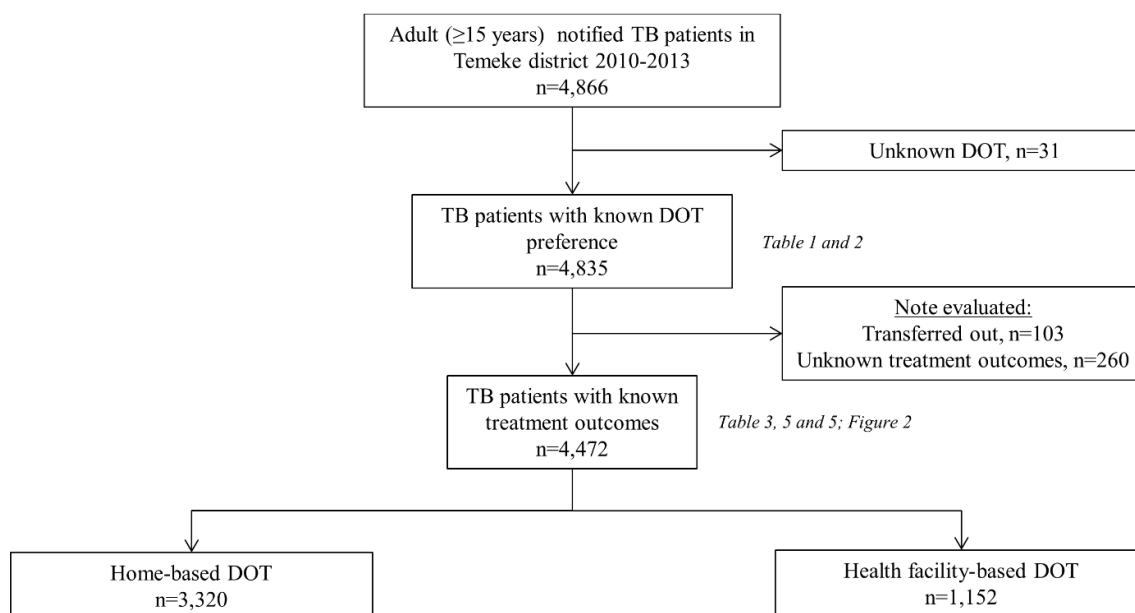 Adult (≥15 years)  notified TB patients in
Temeke district 2010-2013
n=4,866
Unknown DOT, n=31
TB patients with known DOT
preference
n=4,835
Table 1 and 2
Note evaluated:
Transferred out, n=103
Unknown treatment outcomes, n=260
TB patients with known
treatment outcomes
n=4,472
Table 3, 5 and 5; Figure 2
Home-based DOT
n=3,320
Health facility-based DOT
n=1,152